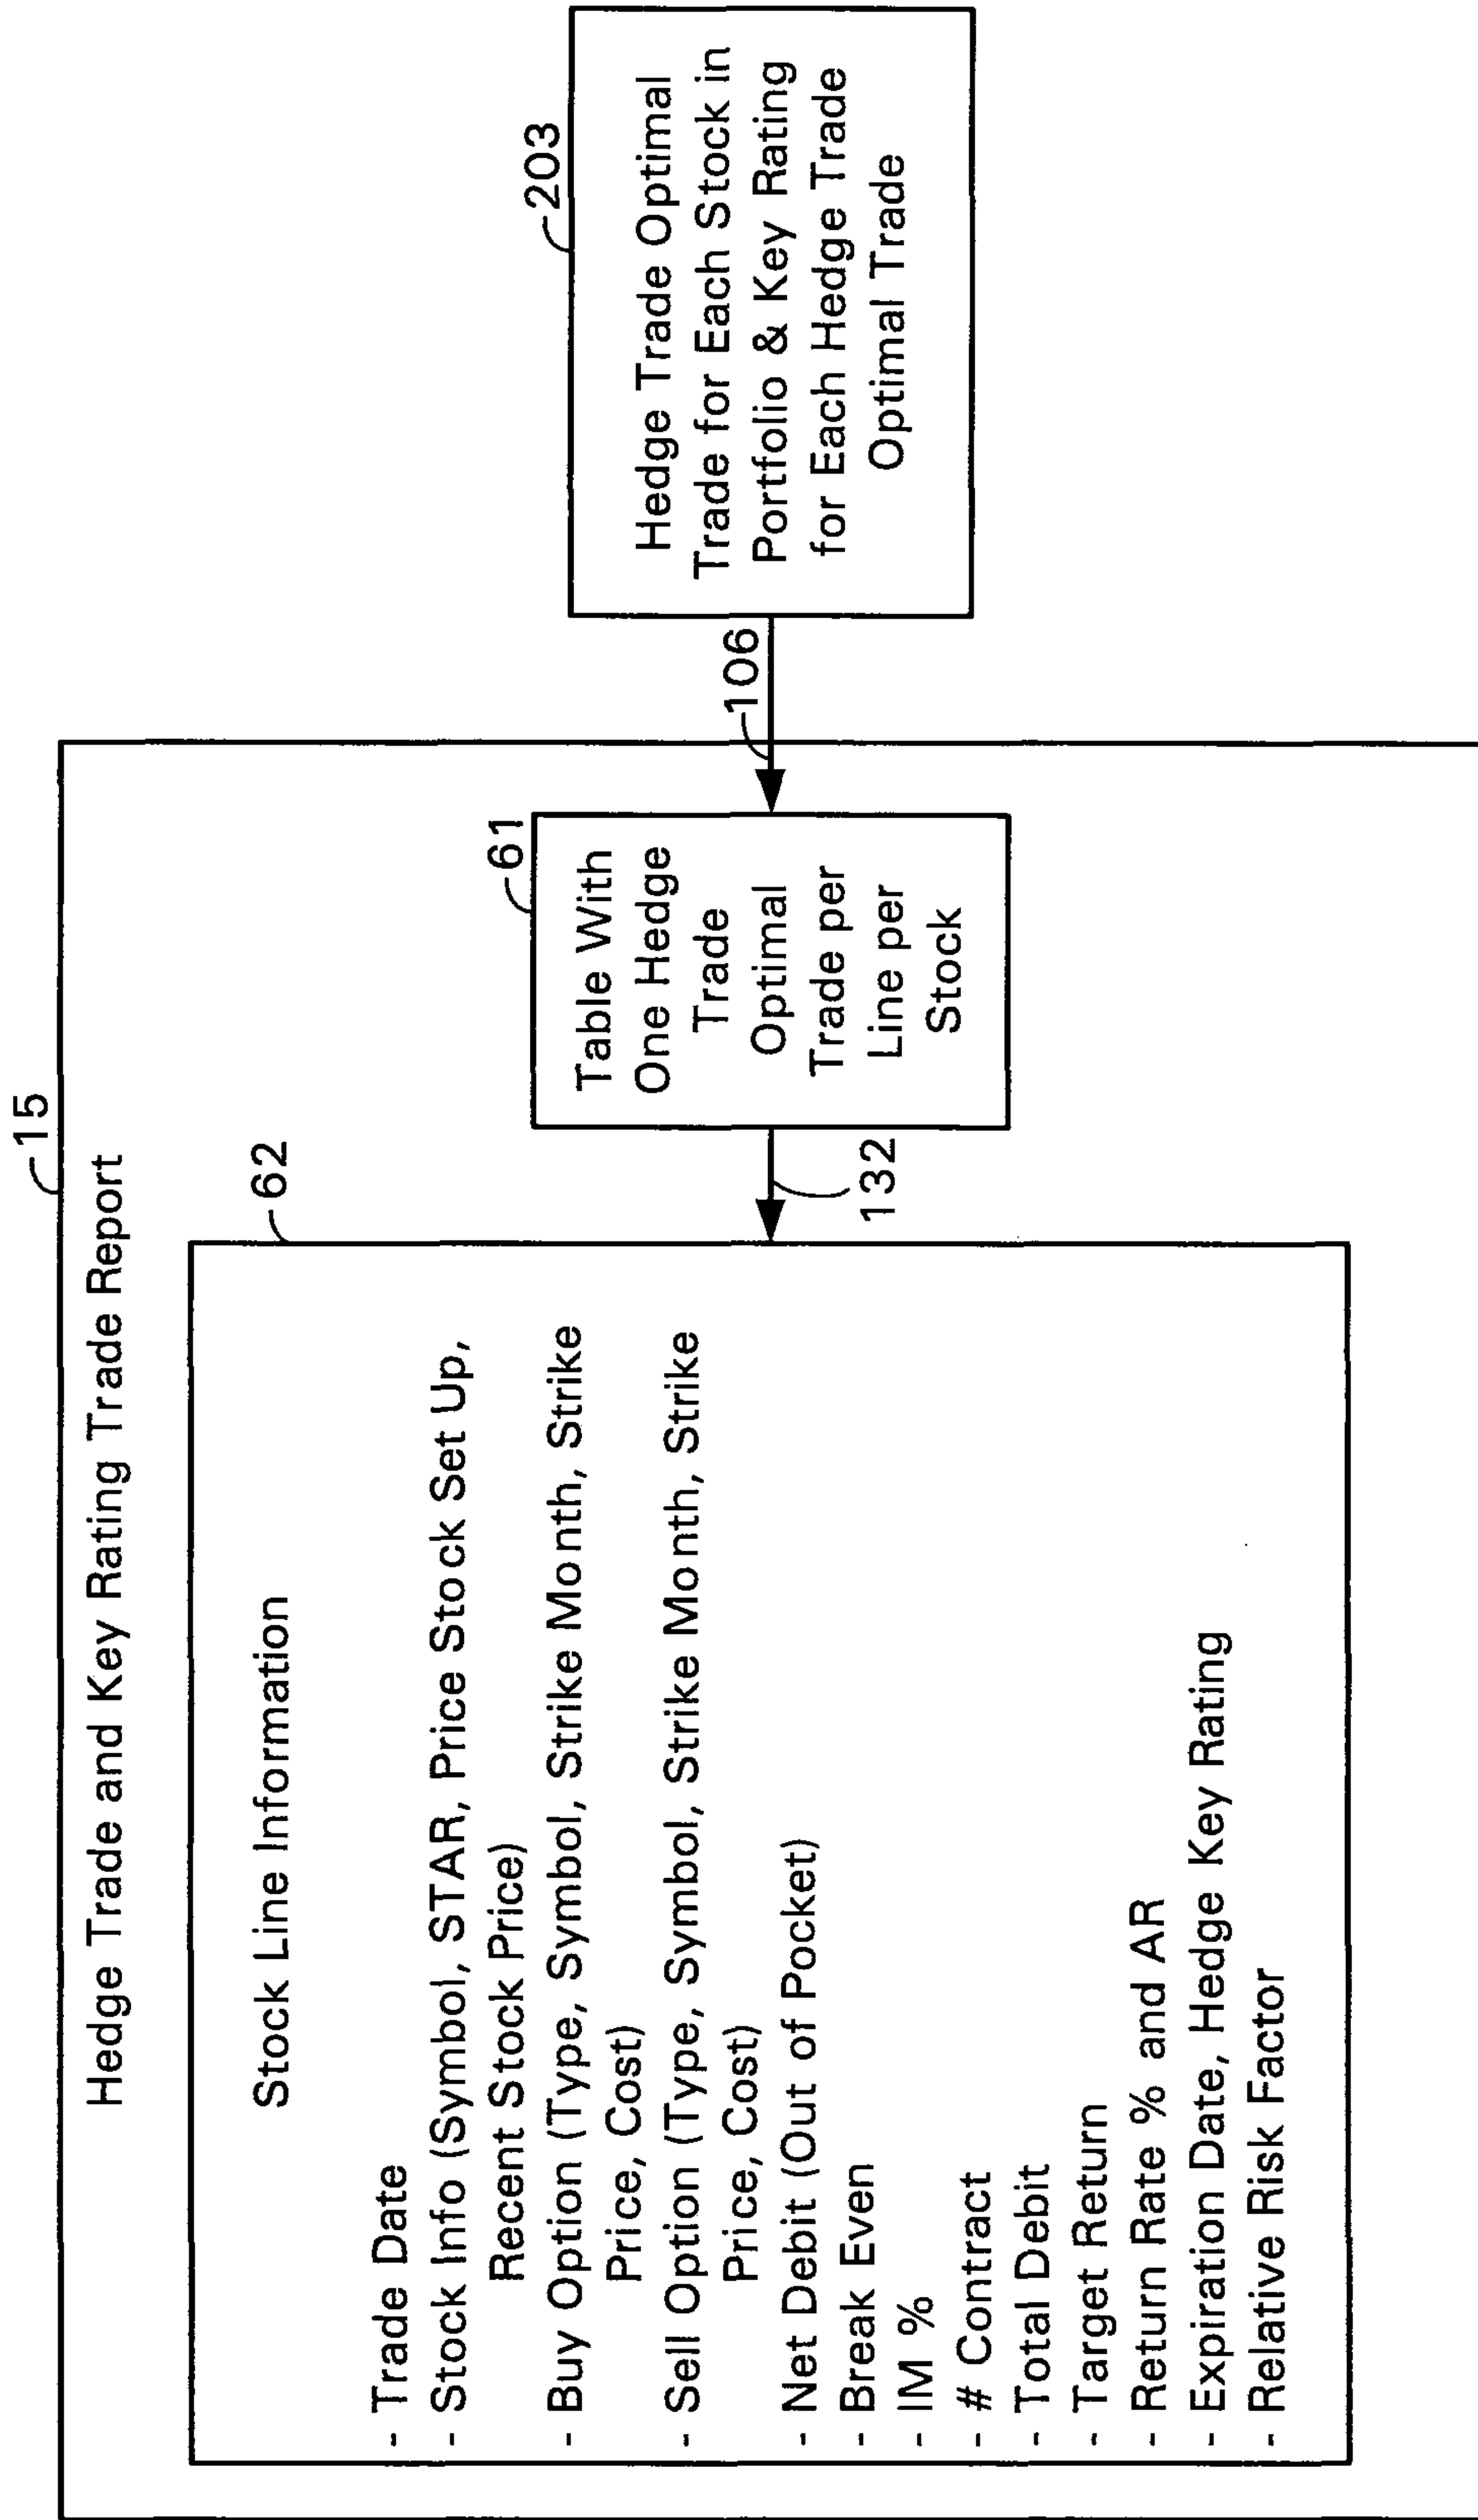 15
Hedge Trade and Key Rating Trade Report
62
Stock Line Information
- Trade Date
- Stock Info (Symbol, STAR, Price Stock Set Up,
Recent Stock Price)
- Buy Option (Type, Symbol, Strike Month, Strike
Price, Cost)
- Sell Option (Type, Symbol, Strike Month, Strike
Price, Cost)
- Net Debit (Out of Pocket)
- Break Even
- IM %
- # Contract
- Total Debit
- Target Return
- Return Rate % and AR
- Expiration Date, Hedge Key Rating
- Relative Risk Factor
132
61
Table With
One Hedge
Trade
Optimal
Trade per
Line per
Stock
106
203
Hedge Trade Optimal
Trade for Each Stock in
Portfolio & Key Rating
for Each Hedge Trade
Optimal Trade